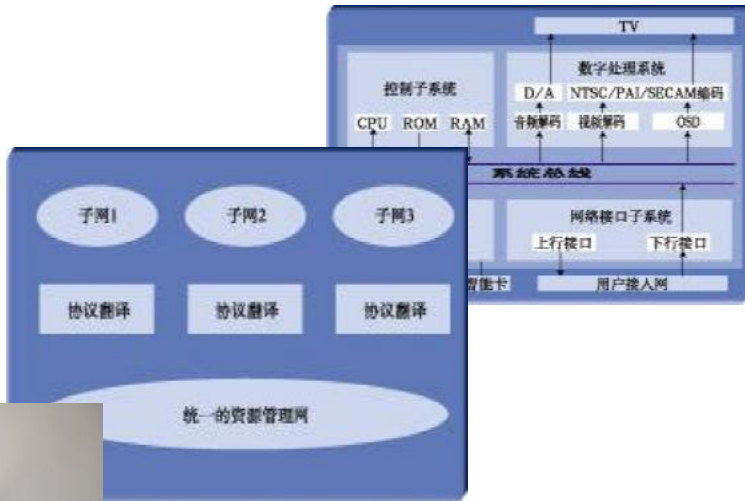 TV
数字处理系统
控制子系统
D/A NTSC/PAI/SECAM编码
CPU ROM RAM 音频解码 视频解码 OSD
系统总线
网络接口子系统
上行接口 下行接口
智能卡 用户接入网
子网1 子网2 子网3
协议翻译 协议翻译 协议翻译
统一的资源管理网